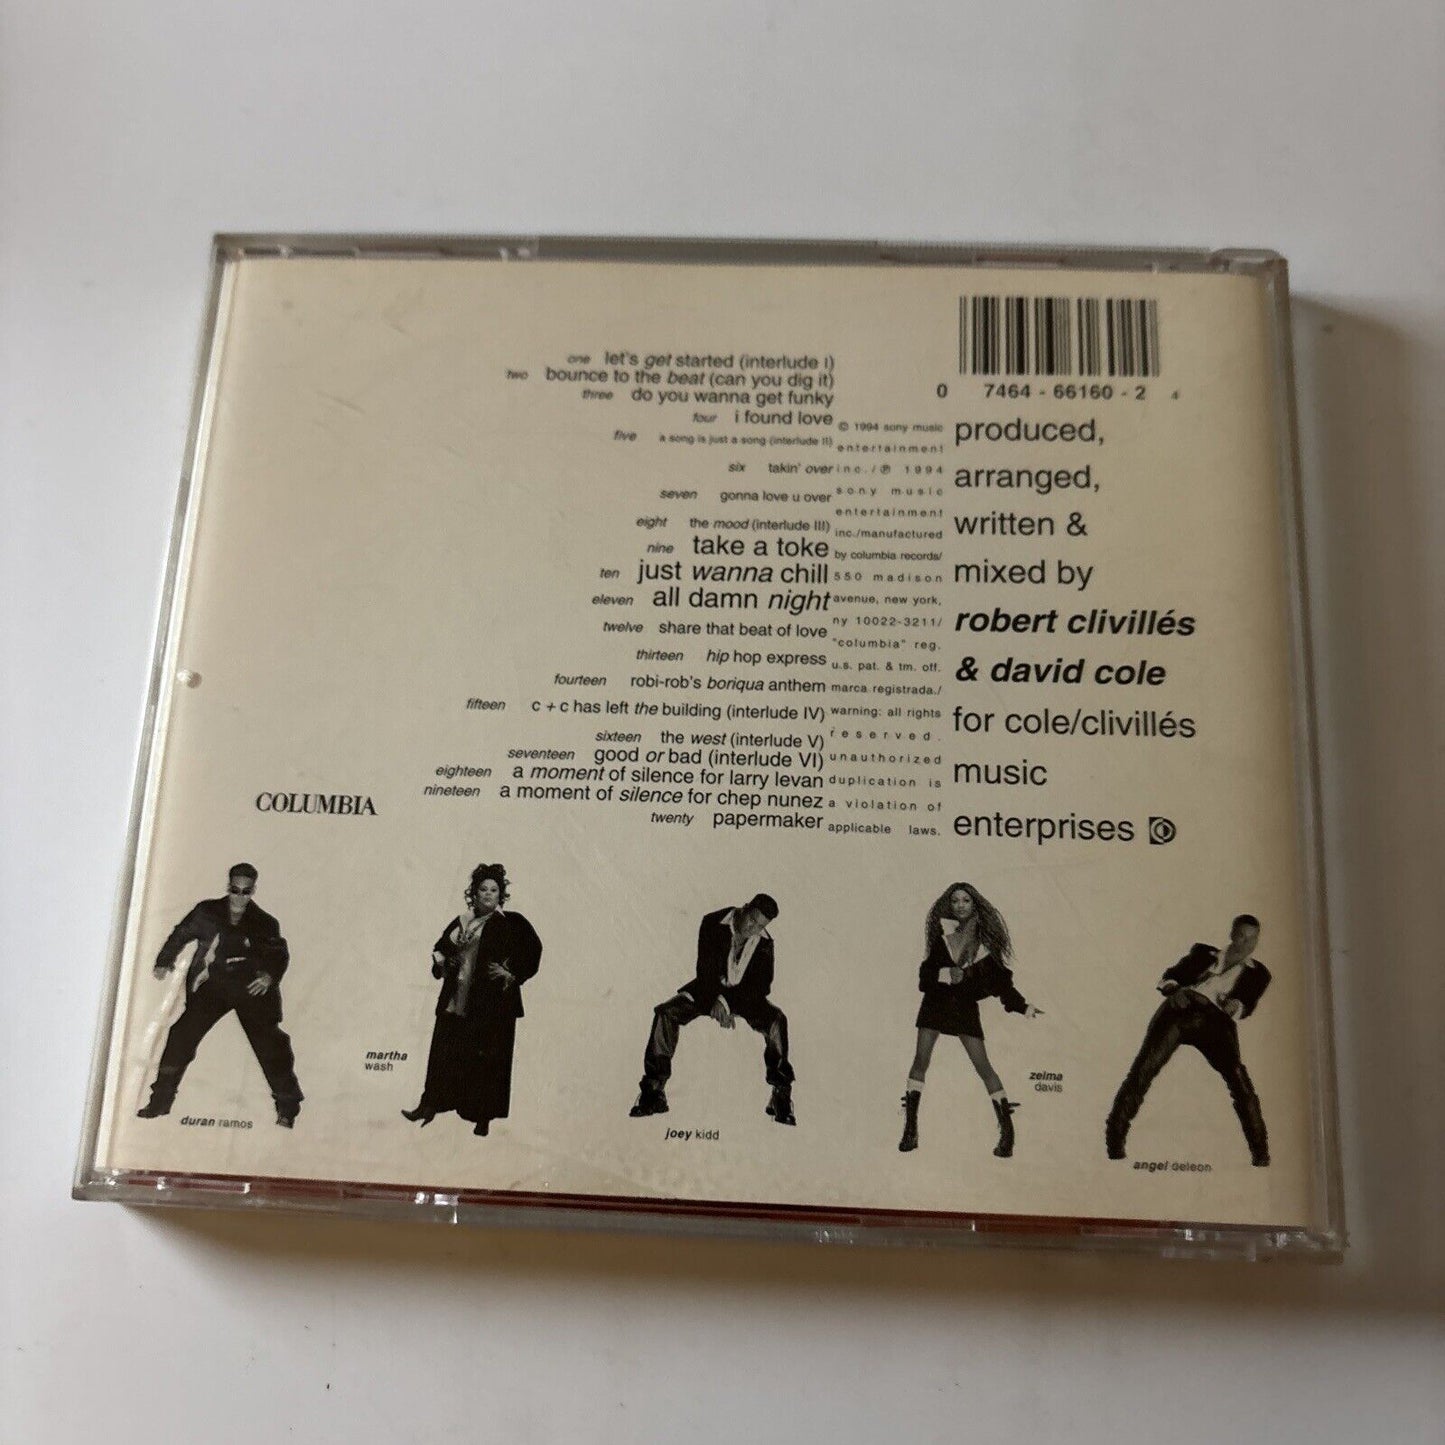 one let's get started (interlude I)
two bounce to the beat (can you dig it)
three do you wanna get funky
four i found love
five a song is just a song (interlude II)
six takin' over
seven gonna love u over
eight the mood (interlude III)
nine take a toke
ten just wanna chill
eleven all damn night
twelve share that beat of love
thirteen hip hop express
fourteen robi-rob's boriqua anthem
fifteen c + c has left the building (interlude IV)
sixteen the west (interlude V)
seventeen good or bad (interlude VI)
eighteen a moment of silence for larry levan
nineteen a moment of silence for chep nunez
twenty papermaker
© 1994 sony music
entertainment
inc./℗ 1994
sony music
entertainment
inc./manufactured
by columbia records/
550 madison
avenue, new york,
ny 10022-3211/
"columbia" reg.
u.s. pat. & tm. off.
marca registrada./
warning: all rights
reserved.
unauthorized
duplication is
a violation of
applicable laws.
0 7464-66160-2 4
produced,
arranged,
written &
mixed by
robert clivillés
& david cole
for cole/clivillés
music
enterprises
COLUMBIA
duran ramos
martha
wash
joey kidd
zelma
davis
angel deleon